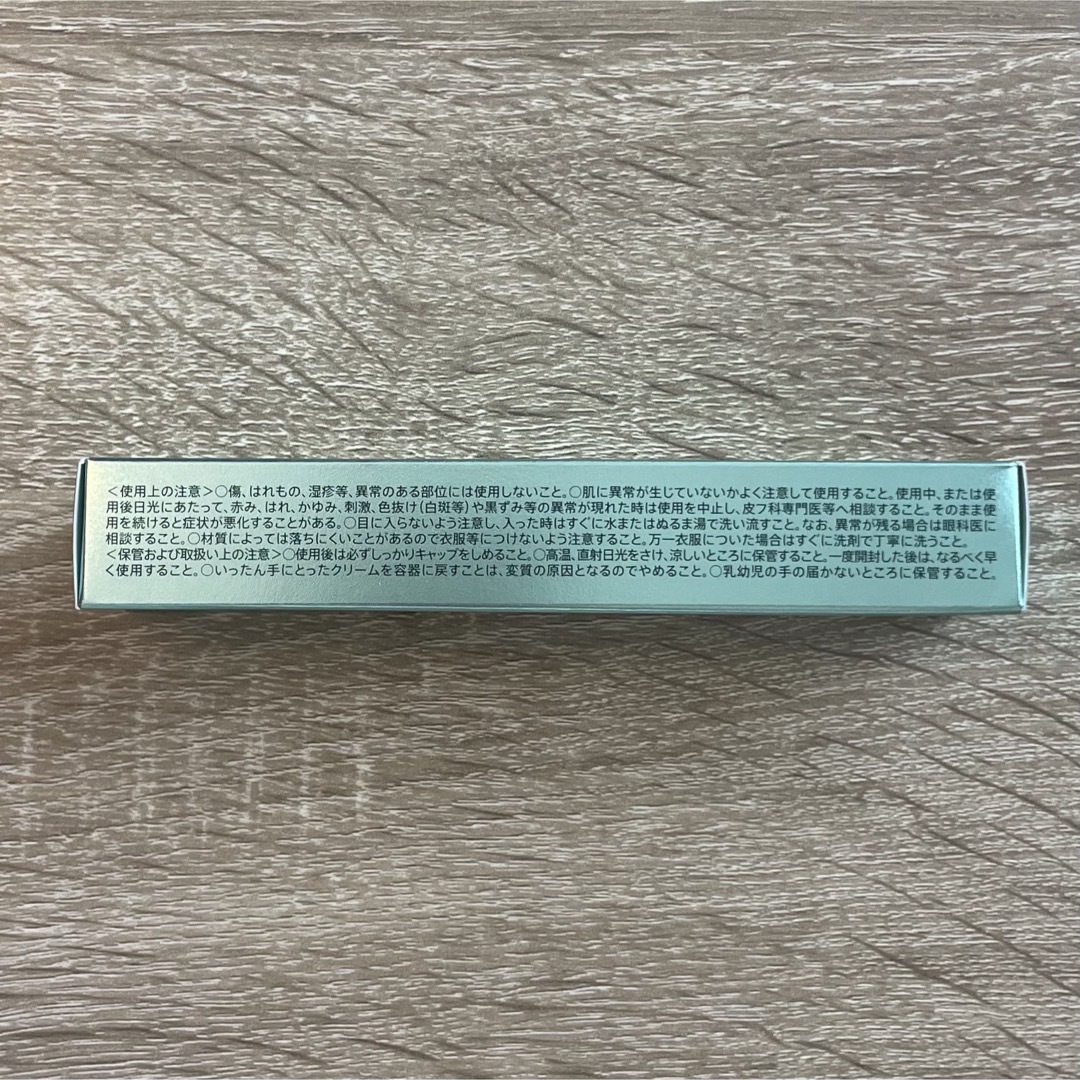 ＜使用上の注意＞○傷、はれもの、湿疹等、異常のある部位には使用しないこと。○肌に異常が生じていないかよく注意して使用すること。使用中、または使
用後日光にあたって、赤み、はれ、かゆみ、刺激、色抜け(白斑等)や黒ずみ等の異常が現れた時は使用を中止し、皮フ科専門医等へ相談すること。そのまま使
用を続けると症状が悪化することがある。○目に入らないよう注意し、入った時はすぐに水またはぬるま湯で洗い流すこと。なお、異常が残る場合は眼科医に
相談すること。○材質によっては落ちにくいことがあるので衣服等につけないよう注意すること。万一衣服についた場合はすぐに洗剤で丁寧に洗うこと。
＜保管および取扱い上の注意＞○使用後は必ずしっかりキャップをしめること。○高温、直射日光をさけ、涼しいところに保管すること。一度開封した後は、なるべく早
く使用すること。○いったん手にとったクリームを容器に戻すことは、変質の原因となるのでやめること。○乳幼児の手の届かないところに保管すること。